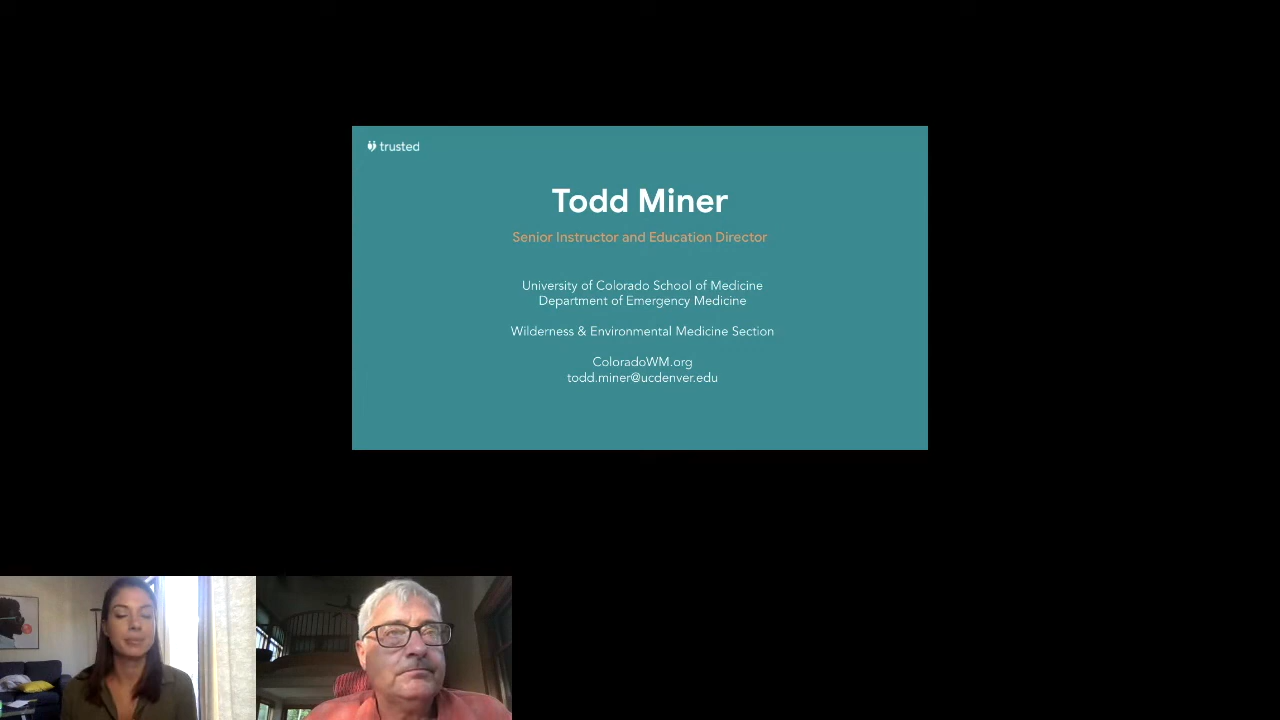 trusted
Todd Miner
Senior Instructor and Education Director
University of Colorado School of Medicine
Department of Emergency Medicine
Wilderness & Environmental Medicine Section
ColoradoWM.org
todd.miner@ucdenver.edu